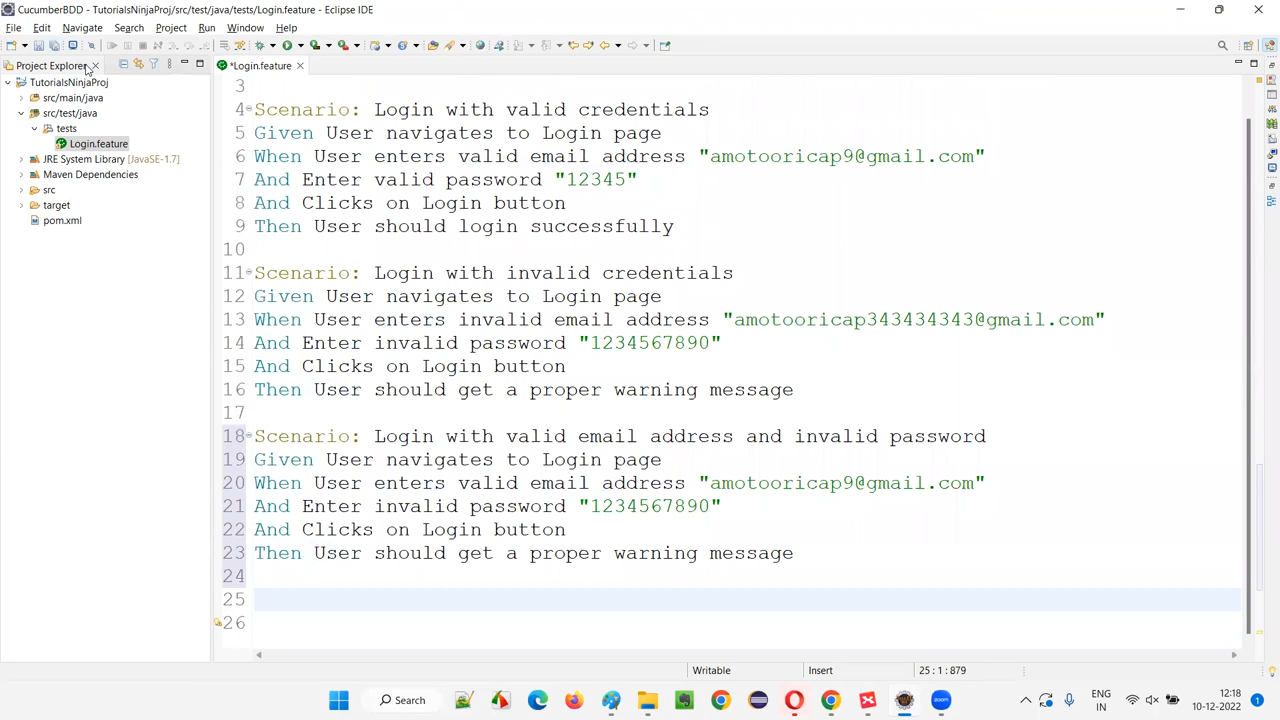 CucumberBDD - TutorialsNinjaProj/src/test/java/tests/Login.feature - Eclipse IDE
File Edit Navigate Search Project Run Window Help
Project Explorer
*Login.feature
TutorialsNinjaProj
src/main/java
src/test/java
tests
Login.feature
JRE System Library [JavaSE-1.7]
Maven Dependencies
src
target
pom.xml
3
4 Scenario: Login with valid credentials
5 Given User navigates to Login page
6 When User enters valid email address "amotooricap9@gmail.com"
7 And Enter valid password "12345"
8 And Clicks on Login button
9 Then User should login successfully
10
11 Scenario: Login with invalid credentials
12 Given User navigates to Login page
13 When User enters invalid email address "amotooricap343434343@gmail.com"
14 And Enter invalid password "1234567890"
15 And Clicks on Login button
16 Then User should get a proper warning message
17
18 Scenario: Login with valid email address and invalid password
19 Given User navigates to Login page
20 When User enters valid email address "amotooricap9@gmail.com"
21 And Enter invalid password "1234567890"
22 And Clicks on Login button
23 Then User should get a proper warning message
24
25
26
Writable Insert 25 : 1 : 879
Search
zoom
ENG
IN
12:18
10-12-2022
1